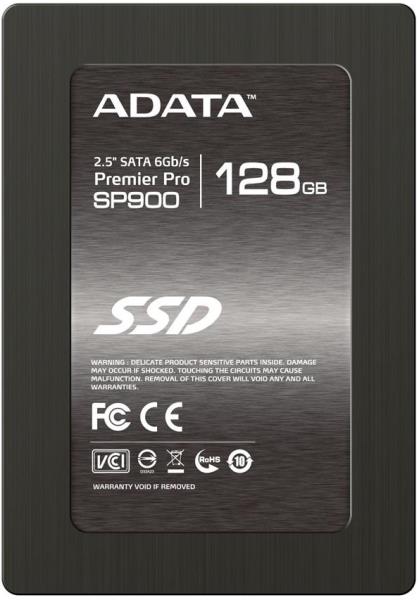 ADATA™
2.5" SATA 6Gb/s
Premier Pro
SP900
128GB
SSD
WARNING : DELICATE PRODUCT SENSITIVE PARTS INSIDE. DAMAGE
MAY OCCUR IF SHOCKED. TOUCHING THE CIRCUITS MAY CAUSE
MALFUNCTION. REMOVAL OF THIS COVER WILL VOID ANY AND ALL
WARRANTIES.
FC CE
VCI RoHS 10
WARRANTY VOID IF REMOVED